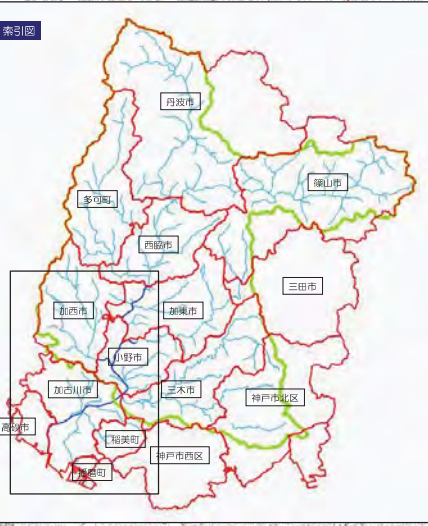 索引図
丹波市
篠山市
多可町
西脇市
三田市
加西市
加東市
小野市
加古川市
三木市
神戸市北区
高砂市
稲美町
神戸市西区
播磨町